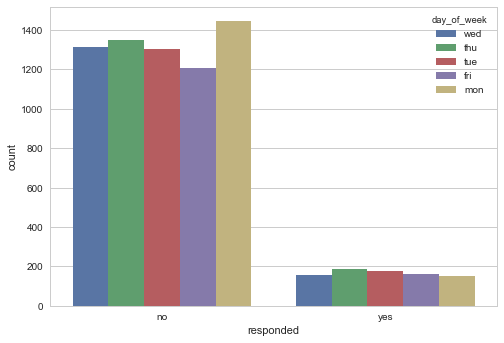 day_of_week
wed
thu
tue
fri
mon
count
1400
1200
1000
800
600
400
200
0
no
yes
responded